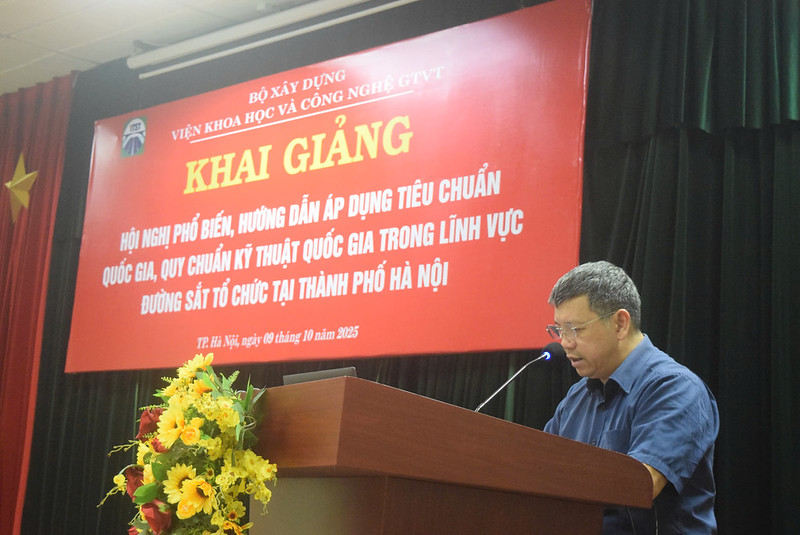 BỘ XÂY DỰNG
VIỆN KHOA HỌC VÀ CÔNG NGHỆ GTVT
ITST
KHAI GIẢNG
HỘI NGHỊ PHỔ BIẾN, HƯỚNG DẪN ÁP DỤNG TIÊU CHUẨN
QUỐC GIA, QUY CHUẨN KỸ THUẬT QUỐC GIA TRONG LĨNH VỰC
ĐƯỜNG SẮT TỔ CHỨC TẠI THÀNH PHỐ HÀ NỘI
TP. Hà Nội, ngày 09 tháng 10 năm 2025